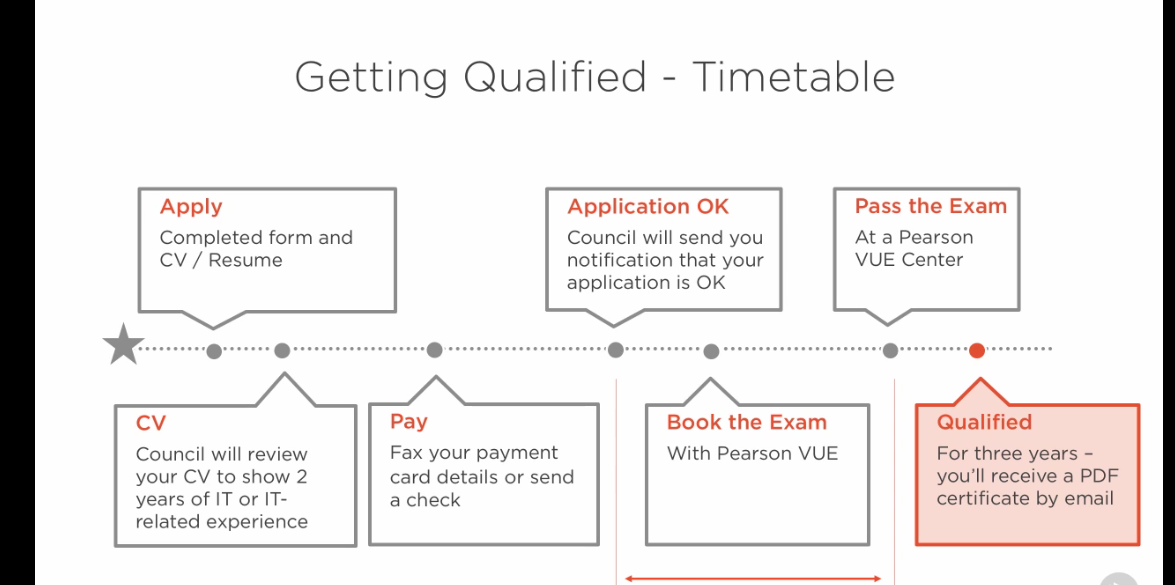 Getting Qualified - Timetable
Apply
Completed form and
CV / Resume
CV
Council will review
your CV to show 2
years of IT or IT-
related experience
Pay
Fax your payment
card details or send
a check
Application OK
Council will send you
notification that your
application is OK
Book the Exam
With Pearson VUE
Pass the Exam
At a Pearson
VUE Center
Qualified
For three years –
you'll receive a PDF
certificate by email